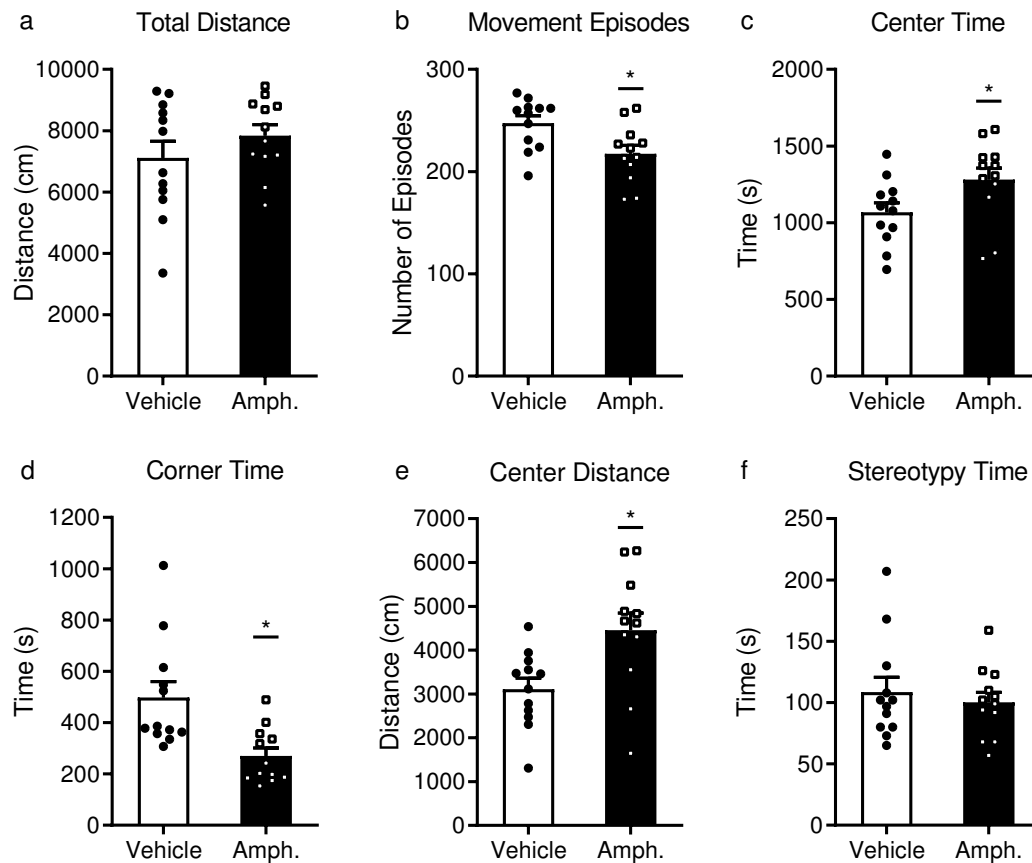 a Total Distance
Distance (cm)
10000
8000
6000
4000
2000
0
Vehicle Amph.
b Movement Episodes
Number of Episodes
300
200
100
0
*
Vehicle Amph.
c Center Time
Time (s)
2000
1500
1000
500
0
*
Vehicle Amph.
d Corner Time
Time (s)
1200
1000
800
600
400
200
0
*
Vehicle Amph.
e Center Distance
Distance (cm)
7000
6000
5000
4000
3000
2000
1000
0
*
Vehicle Amph.
f Stereotypy Time
Time (s)
250
200
150
100
50
0
Vehicle Amph.